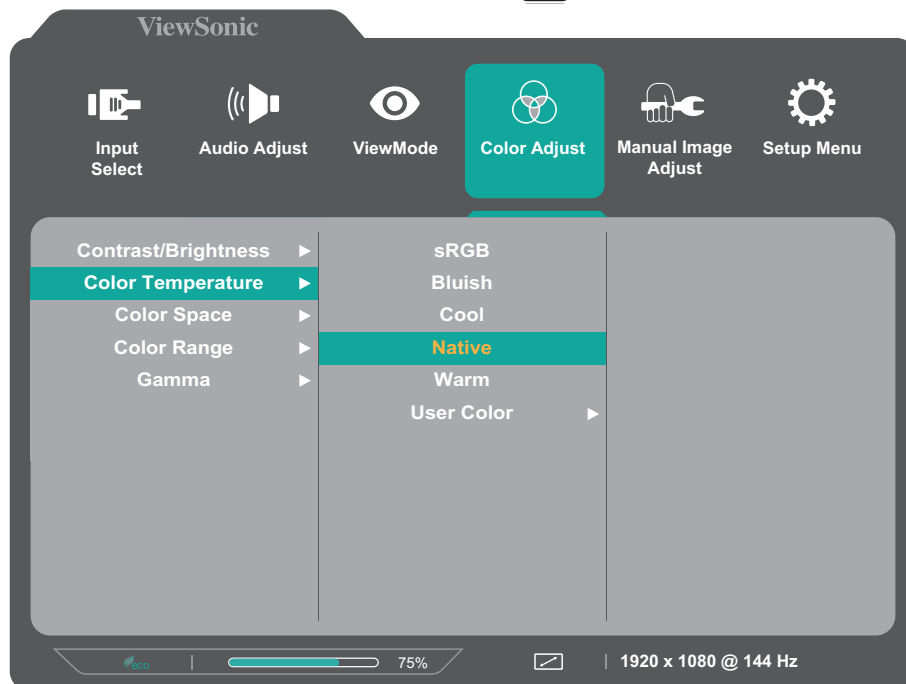 ViewSonic
Input Select
Audio Adjust
ViewMode
Color Adjust
Manual Image Adjust
Setup Menu
Contrast/Brightness
Color Temperature
Color Space
Color Range
Gamma
sRGB
Bluish
Cool
Native
Warm
User Color
ECO
75%
1920 x 1080 @ 144 Hz